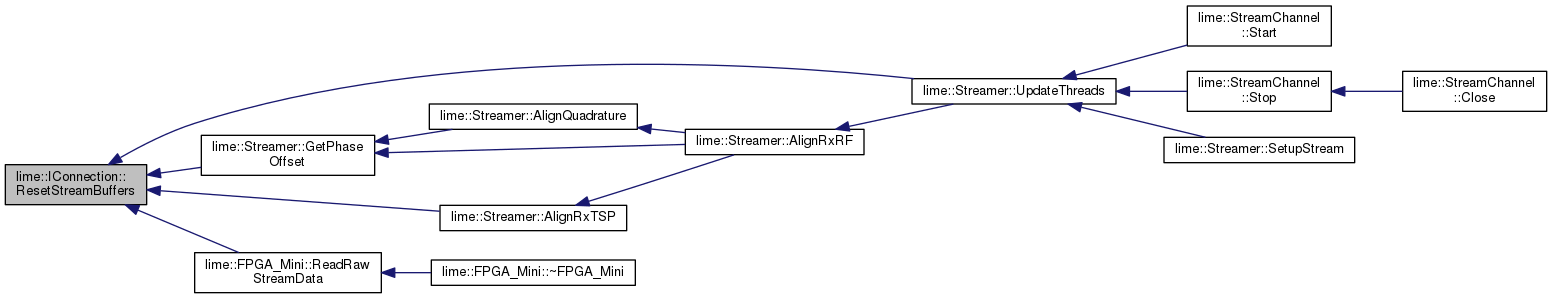 lime::IConnection::
ResetStreamBuffers
lime::Streamer::GetPhase
Offset
lime::Streamer::AlignQuadrature
lime::Streamer::AlignRxTSP
lime::FPGA_Mini::ReadRaw
StreamData
lime::FPGA_Mini::~FPGA_Mini
lime::Streamer::AlignRxRF
lime::Streamer::UpdateThreads
lime::StreamChannel
::Start
lime::StreamChannel
::Stop
lime::Streamer::SetupStream
lime::StreamChannel
::Close